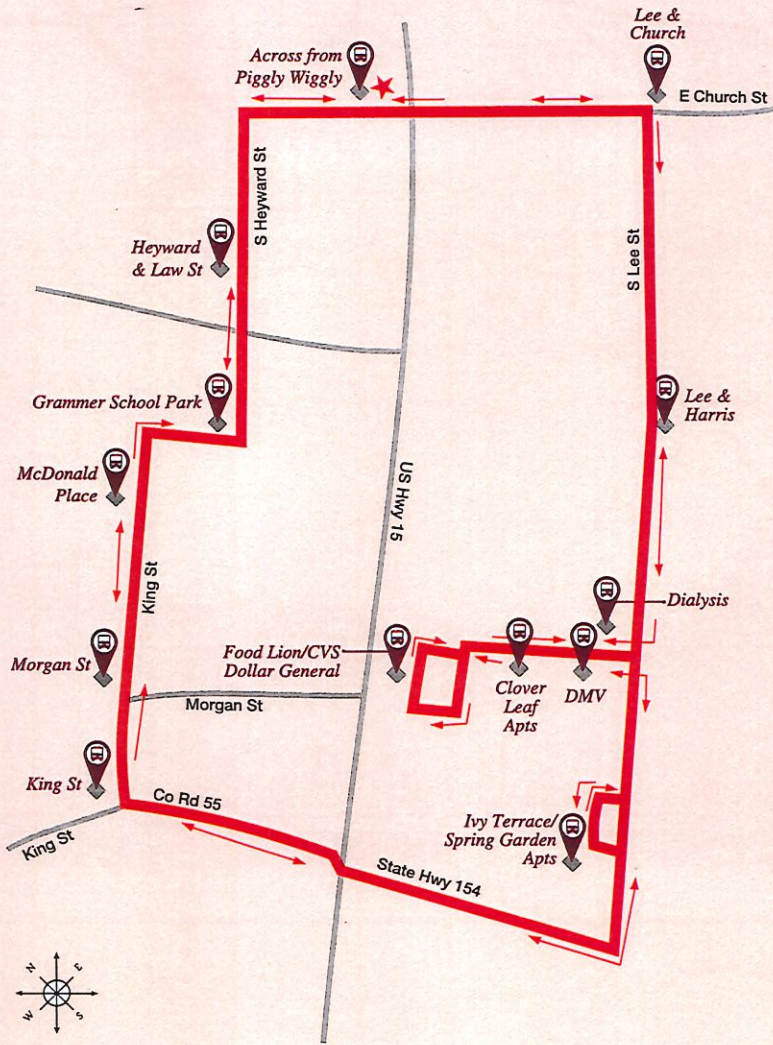 Across from
Piggly Wiggly
Lee &
Church
E Church St
S Heyward St
S Lee St
Heyward
& Law St
Grammer School Park
Lee &
Harris
McDonald
Place
US Hwy 15
King St
Dialysis
Morgan St
Food Lion/CVS
Dollar General
Clover
Leaf
Apts
DMV
Morgan St
King St
Co Rd 55
King St
Ivy Terrace/
Spring Garden
Apts
State Hwy 154
N
E
W
S